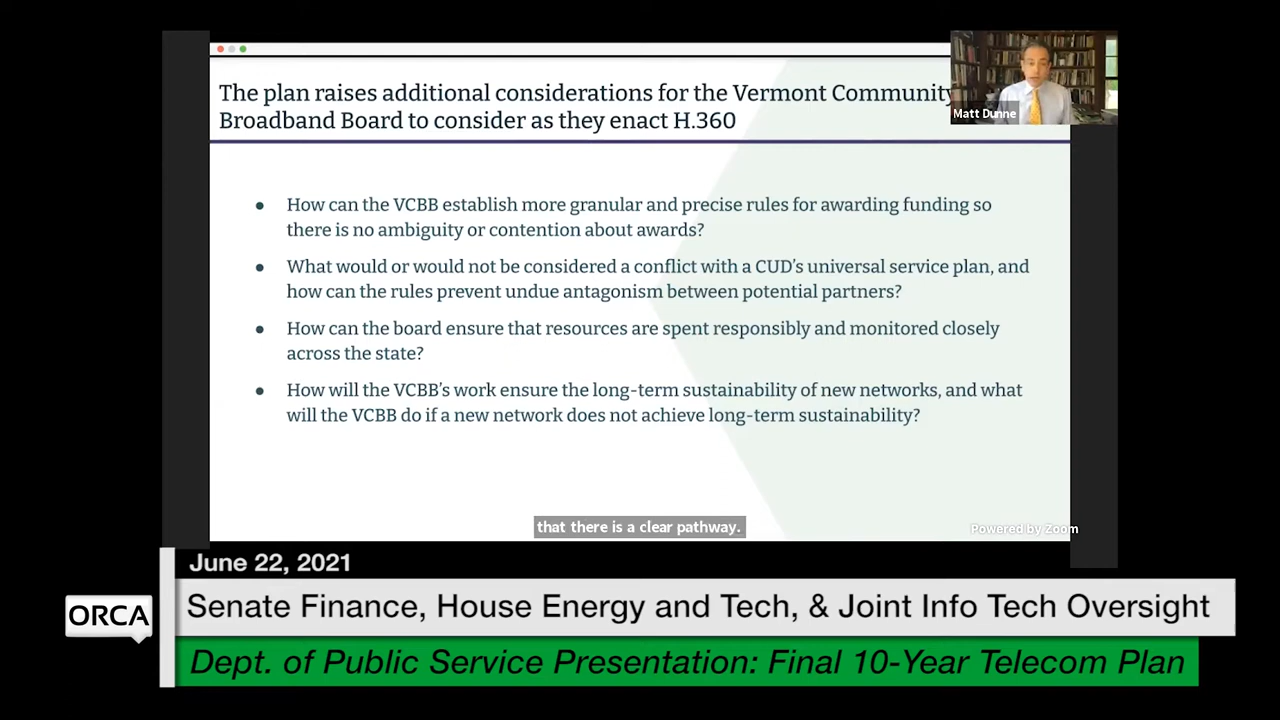 The plan raises additional considerations for the Vermont Community
Broadband Board to consider as they enact H.360
Matt Dunne
● How can the VCBB establish more granular and precise rules for awarding funding so
there is no ambiguity or contention about awards?
● What would or would not be considered a conflict with a CUD's universal service plan, and
how can the rules prevent undue antagonism between potential partners?
● How can the board ensure that resources are spent responsibly and monitored closely
across the state?
● How will the VCBB's work ensure the long-term sustainability of new networks, and what
will the VCBB do if a new network does not achieve long-term sustainability?
that there is a clear pathway.
Powered by Zoom
June 22, 2021
ORCA
Senate Finance, House Energy and Tech, & Joint Info Tech Oversight
Dept. of Public Service Presentation: Final 10-Year Telecom Plan